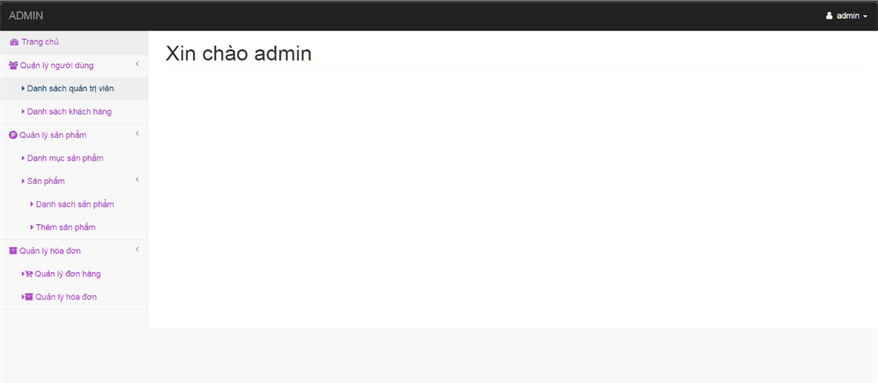 ADMIN
admin
Trang chủ
Xin chào admin
Quản lý người dùng
Danh sách quản trị viên
Danh sách khách hàng
Quản lý sản phẩm
Danh mục sản phẩm
Sản phẩm
Danh sách sản phẩm
Thêm sản phẩm
Quản lý hóa đơn
Quản lý đơn hàng
Quản lý hóa đơn